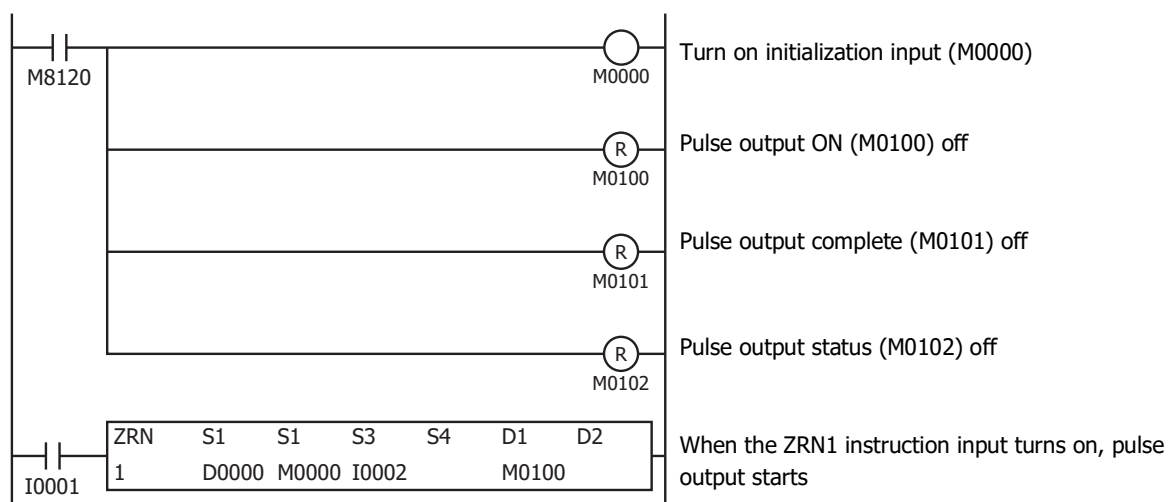 M8120
M0000
Turn on initialization input (M0000)
R
M0100
Pulse output ON (M0100) off
R
M0101
Pulse output complete (M0101) off
R
M0102
Pulse output status (M0102) off
ZRN S1 S1 S3 S4 D1 D2
1 D0000 M0000 I0002 M0100
I0001
When the ZRN1 instruction input turns on, pulse
output starts